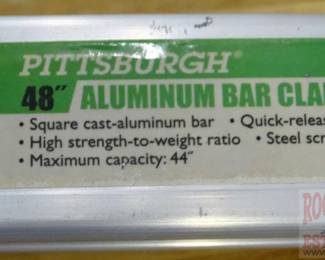 PITTSBURGH®
48" ALUMINUM BAR CLA
• Square cast-aluminum bar • Quick-releas
• High strength-to-weight ratio • Steel scr
• Maximum capacity: 44"